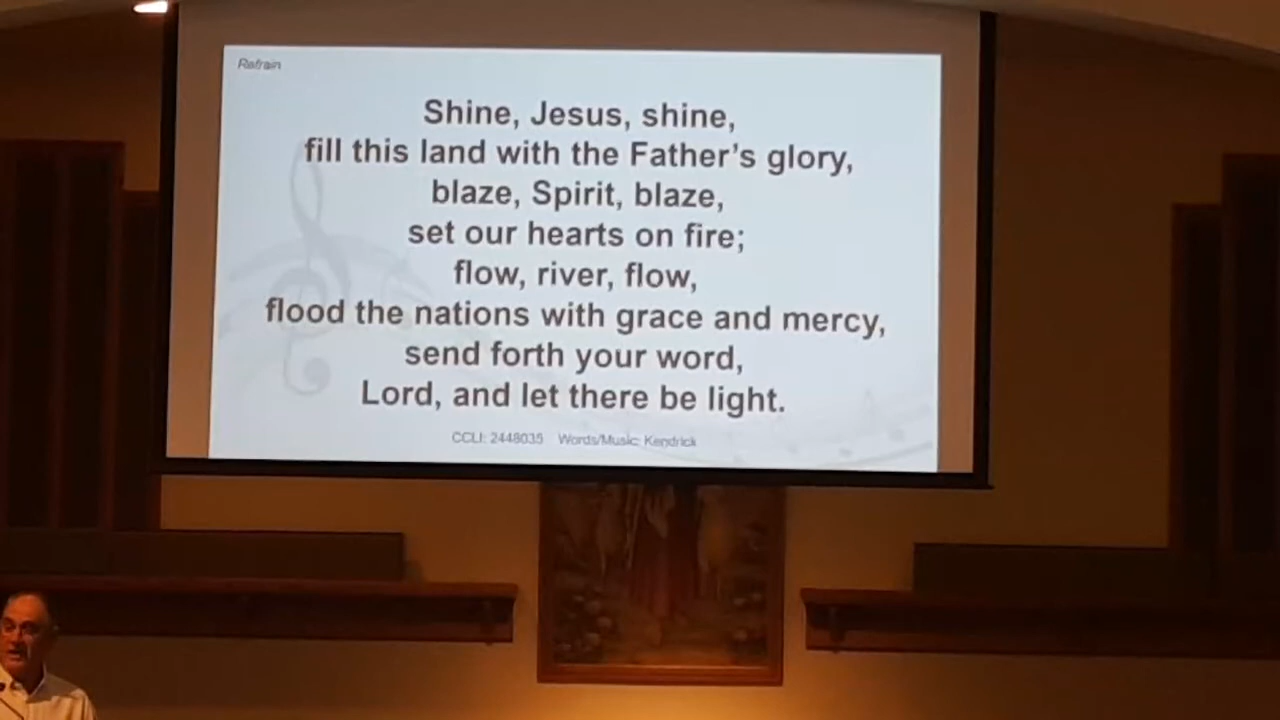 Refrain
Shine, Jesus, shine,
fill this land with the Father's glory,
blaze, Spirit, blaze,
set our hearts on fire;
flow, river, flow,
flood the nations with grace and mercy,
send forth your word,
Lord, and let there be light.
CCLI: 2448035 Words/Music: Kendrick